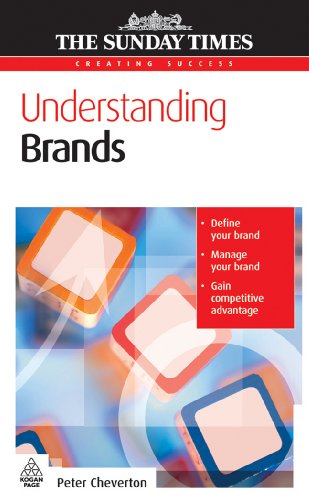 THE SUNDAY TIMES
CREATING SUCCESS
Understanding
Brands
• Define
your brand
• Manage
your brand
• Gain
competitive
advantage
KOGAN
PAGE
Peter Cheverton